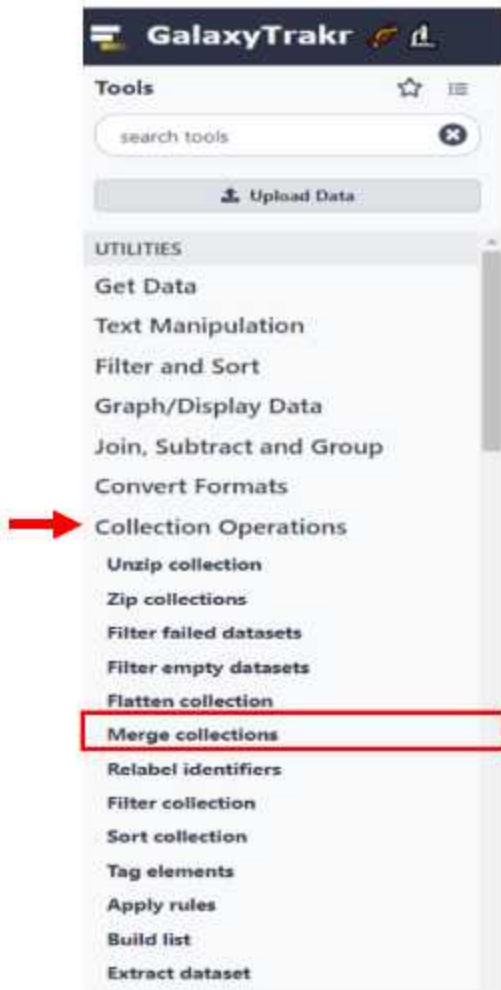 GalaxyTrakr
Tools
search tools
Upload Data
UTILITIES
Get Data
Text Manipulation
Filter and Sort
Graph/Display Data
Join, Subtract and Group
Convert Formats
Collection Operations
Unzip collection
Zip collections
Filter failed datasets
Filter empty datasets
Flatten collection
Merge collections
Relabel identifiers
Filter collection
Sort collection
Tag elements
Apply rules
Build list
Extract dataset